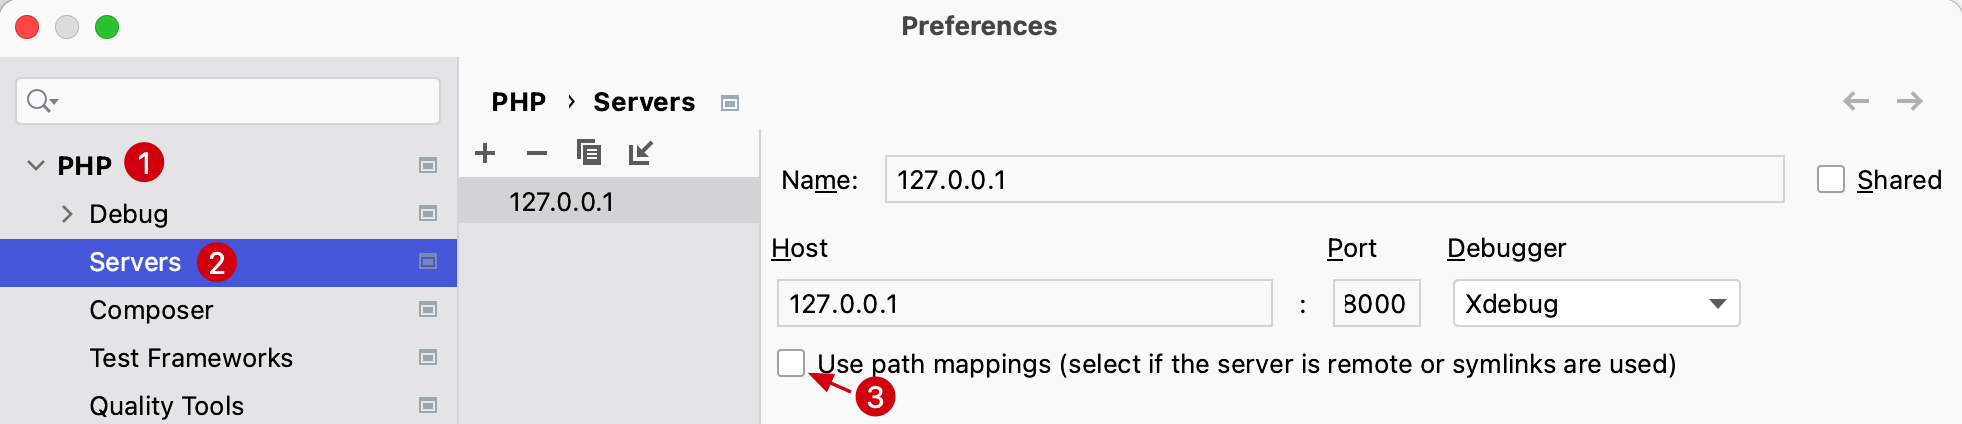 Preferences
PHP 1
Debug
Servers 2
Composer
Test Frameworks
Quality Tools
PHP › Servers
127.0.0.1
Name: 127.0.0.1 Shared
Host Port Debugger
127.0.0.1 : 8000 Xdebug
Use path mappings (select if the server is remote or symlinks are used)
3